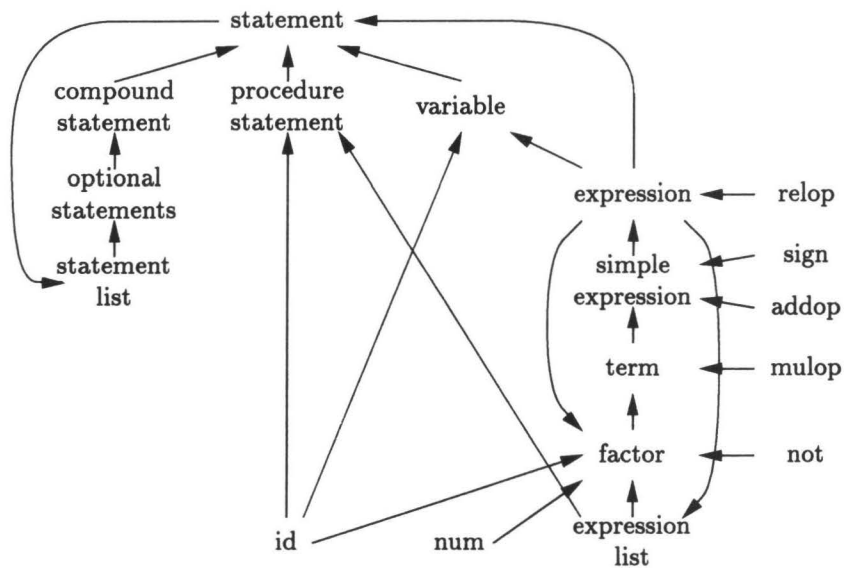 statement
compound
statement
procedure
statement
variable
optional
statements
expression
relop
statement
list
simple
expression
sign
addop
term
mulop
factor
not
id
num
expression
list